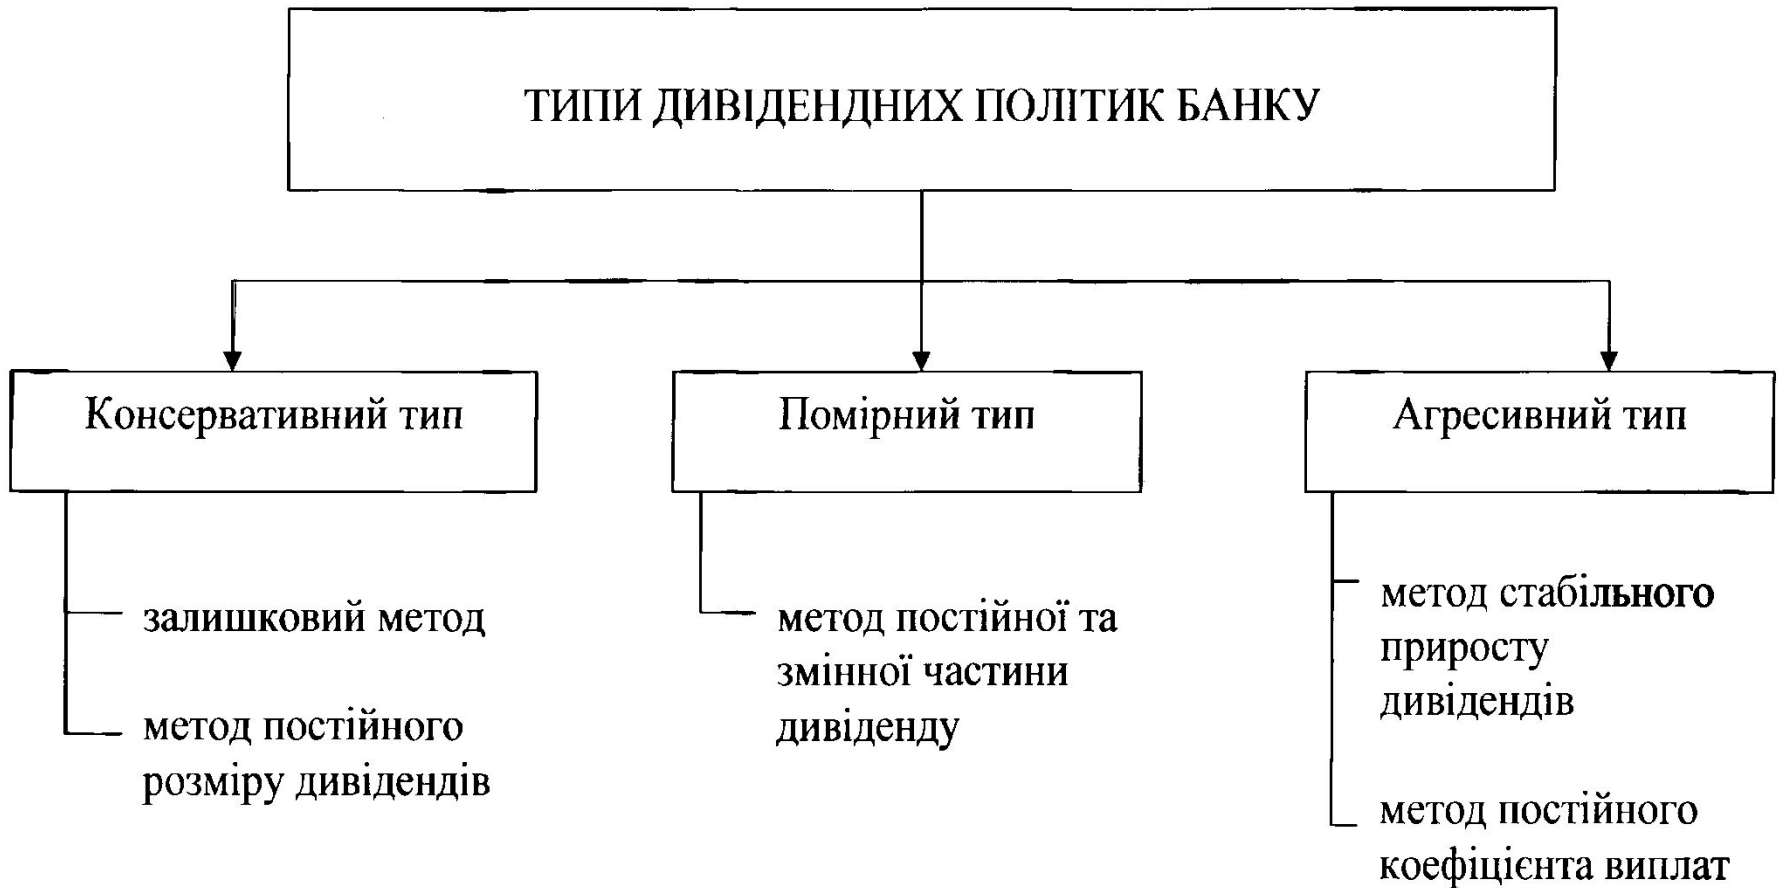 ТИПИ ДИВІДЕНДНИХ ПОЛІТИК БАНКУ
Консервативний тип
залишковий метод
метод постійного
розміру дивідендів
Помірний тип
метод постійної та
змінної частини
дивіденду
Агресивний тип
метод стабільного
приросту
дивідендів
метод постійного
коефіцієнта виплат